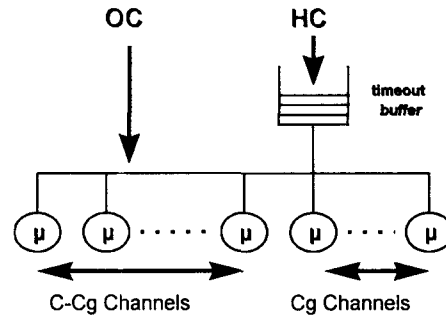 OC HC
timeout
buffer
μ μ · · · · · μ μ · · · · μ
C-Cg Channels Cg Channels